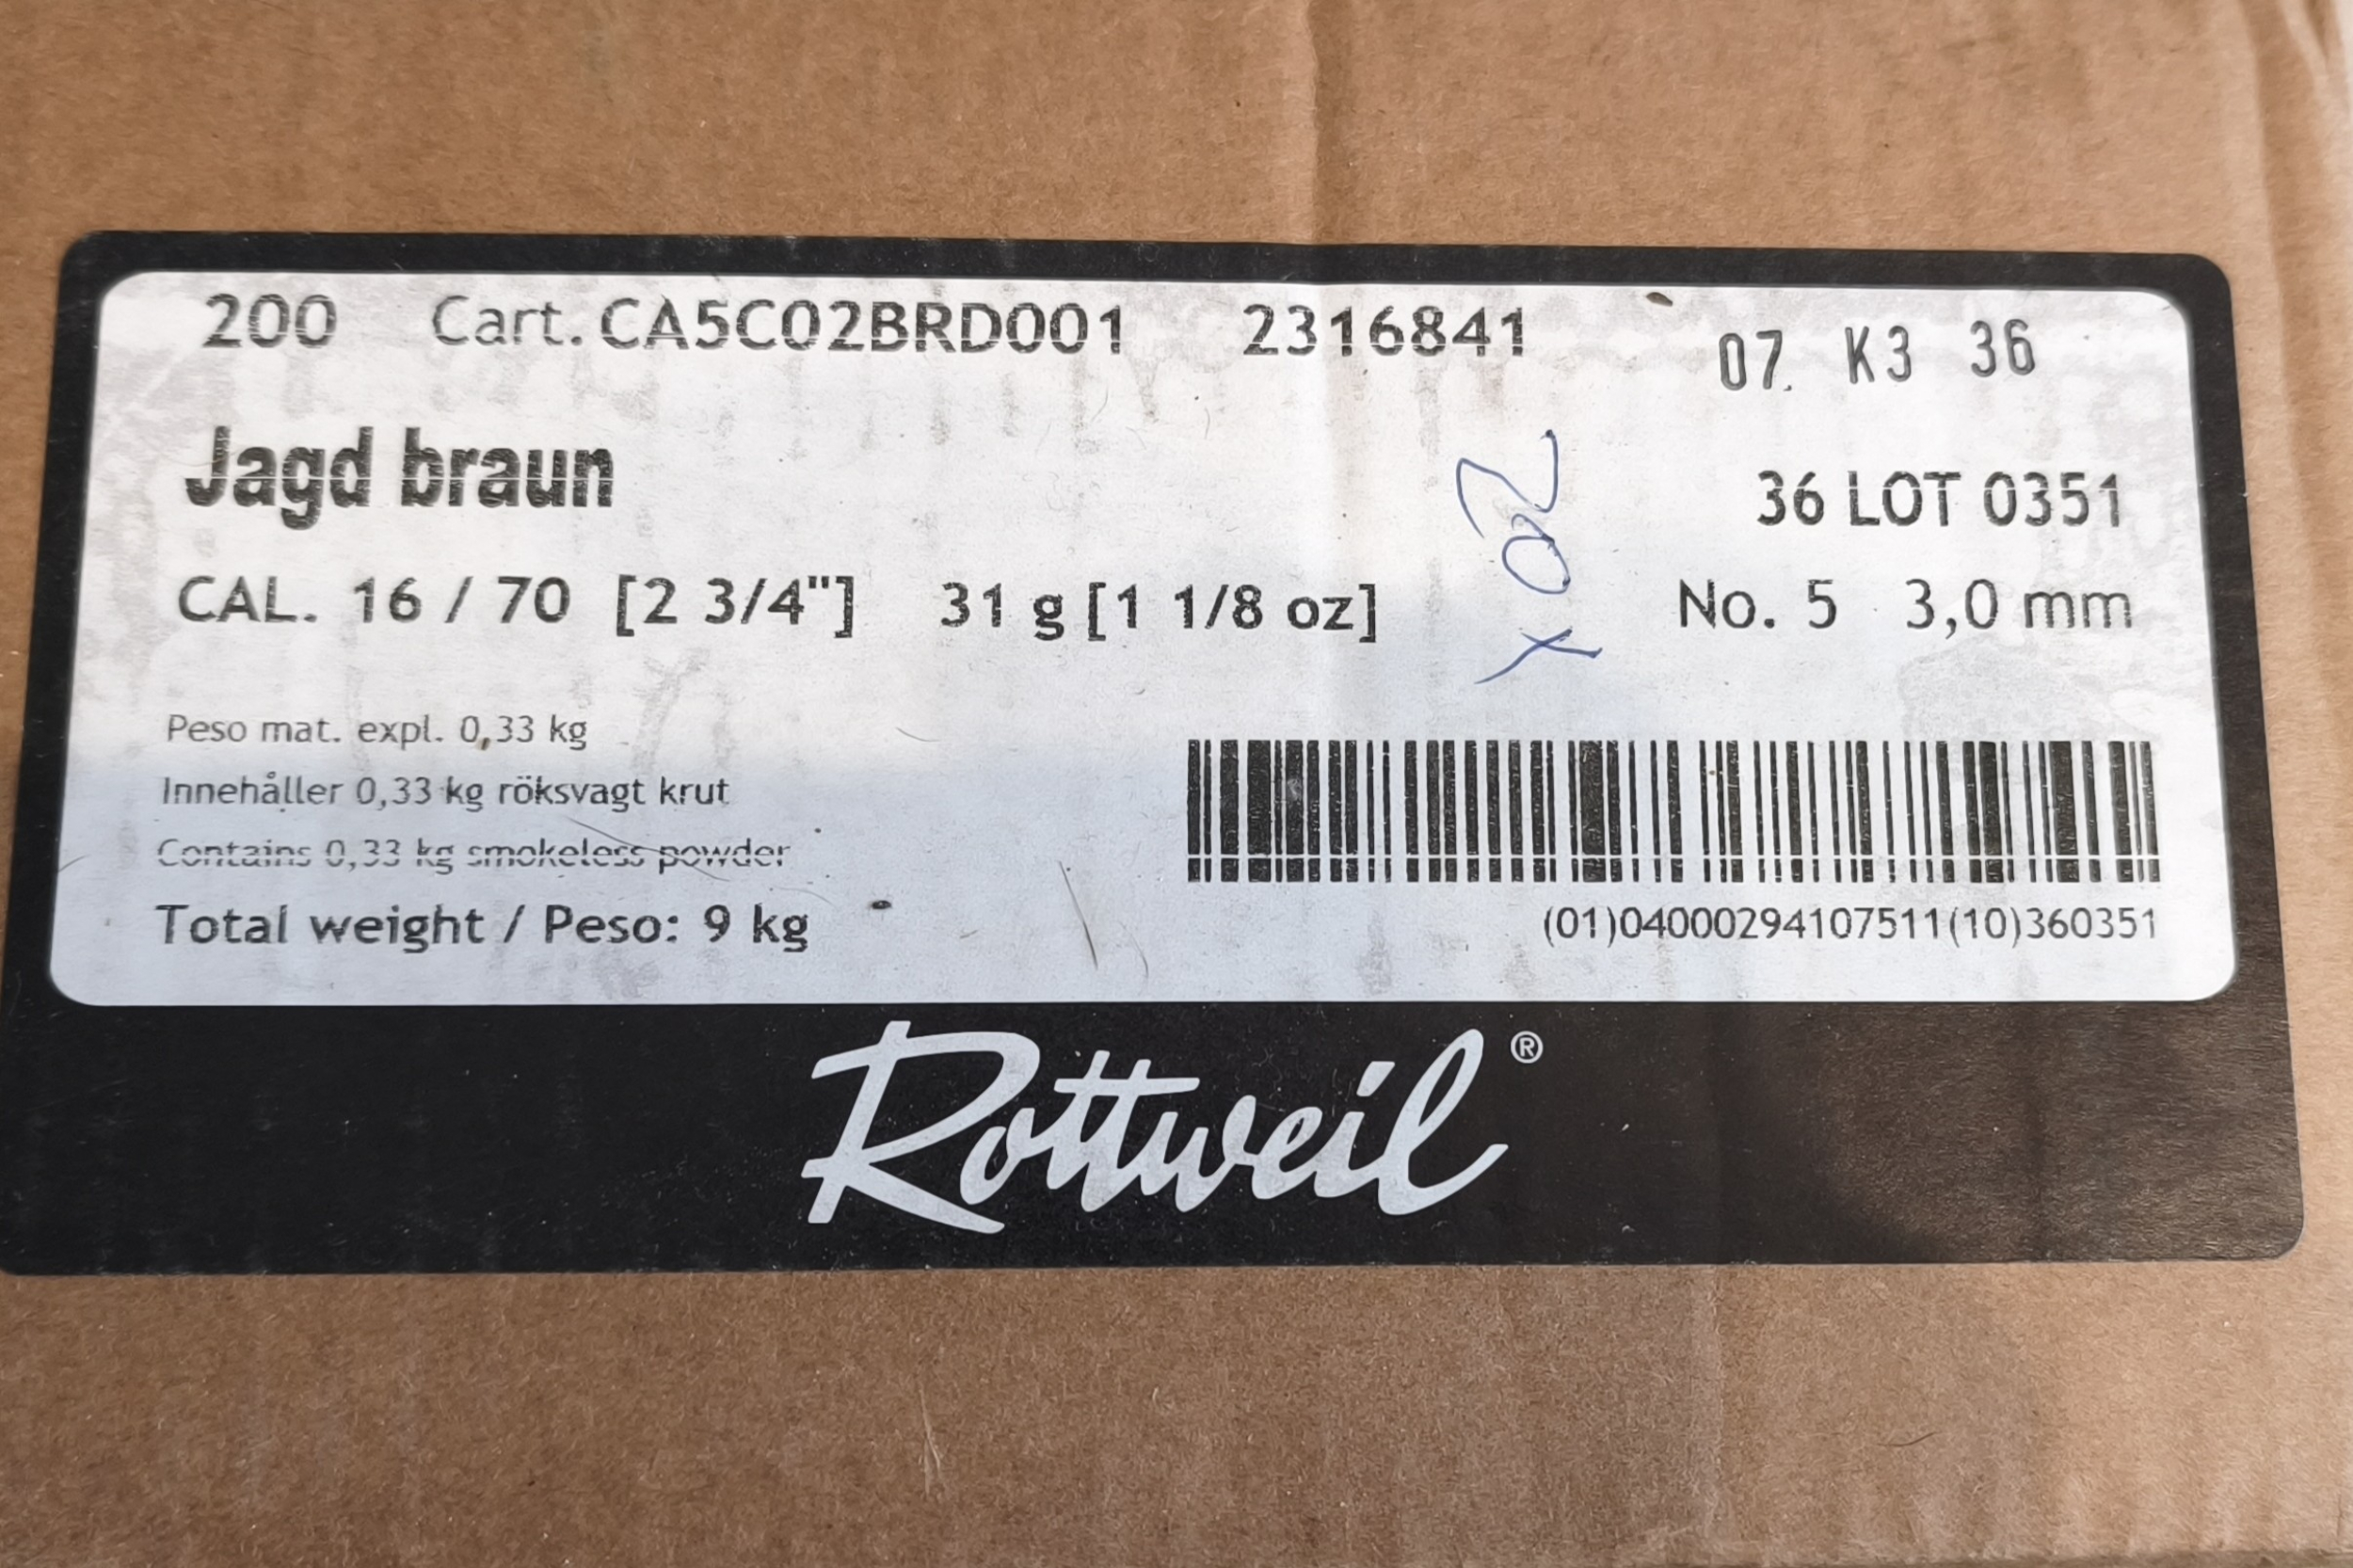 200 Cart. CA5C02BRD001 2316841 07. K3 36
Jagd braun
36 LOT 0351
CAL. 16 / 70 [2 3/4"] 31 g [1 1/8 oz] No. 5 3,0 mm
Peso mat. expl. 0,33 kg
Innehåller 0,33 kg röksvagt krut
Contains 0,33 kg smokeless powder
Total weight / Peso: 9 kg
(01)04000294107511(10)360351
Rottweil®